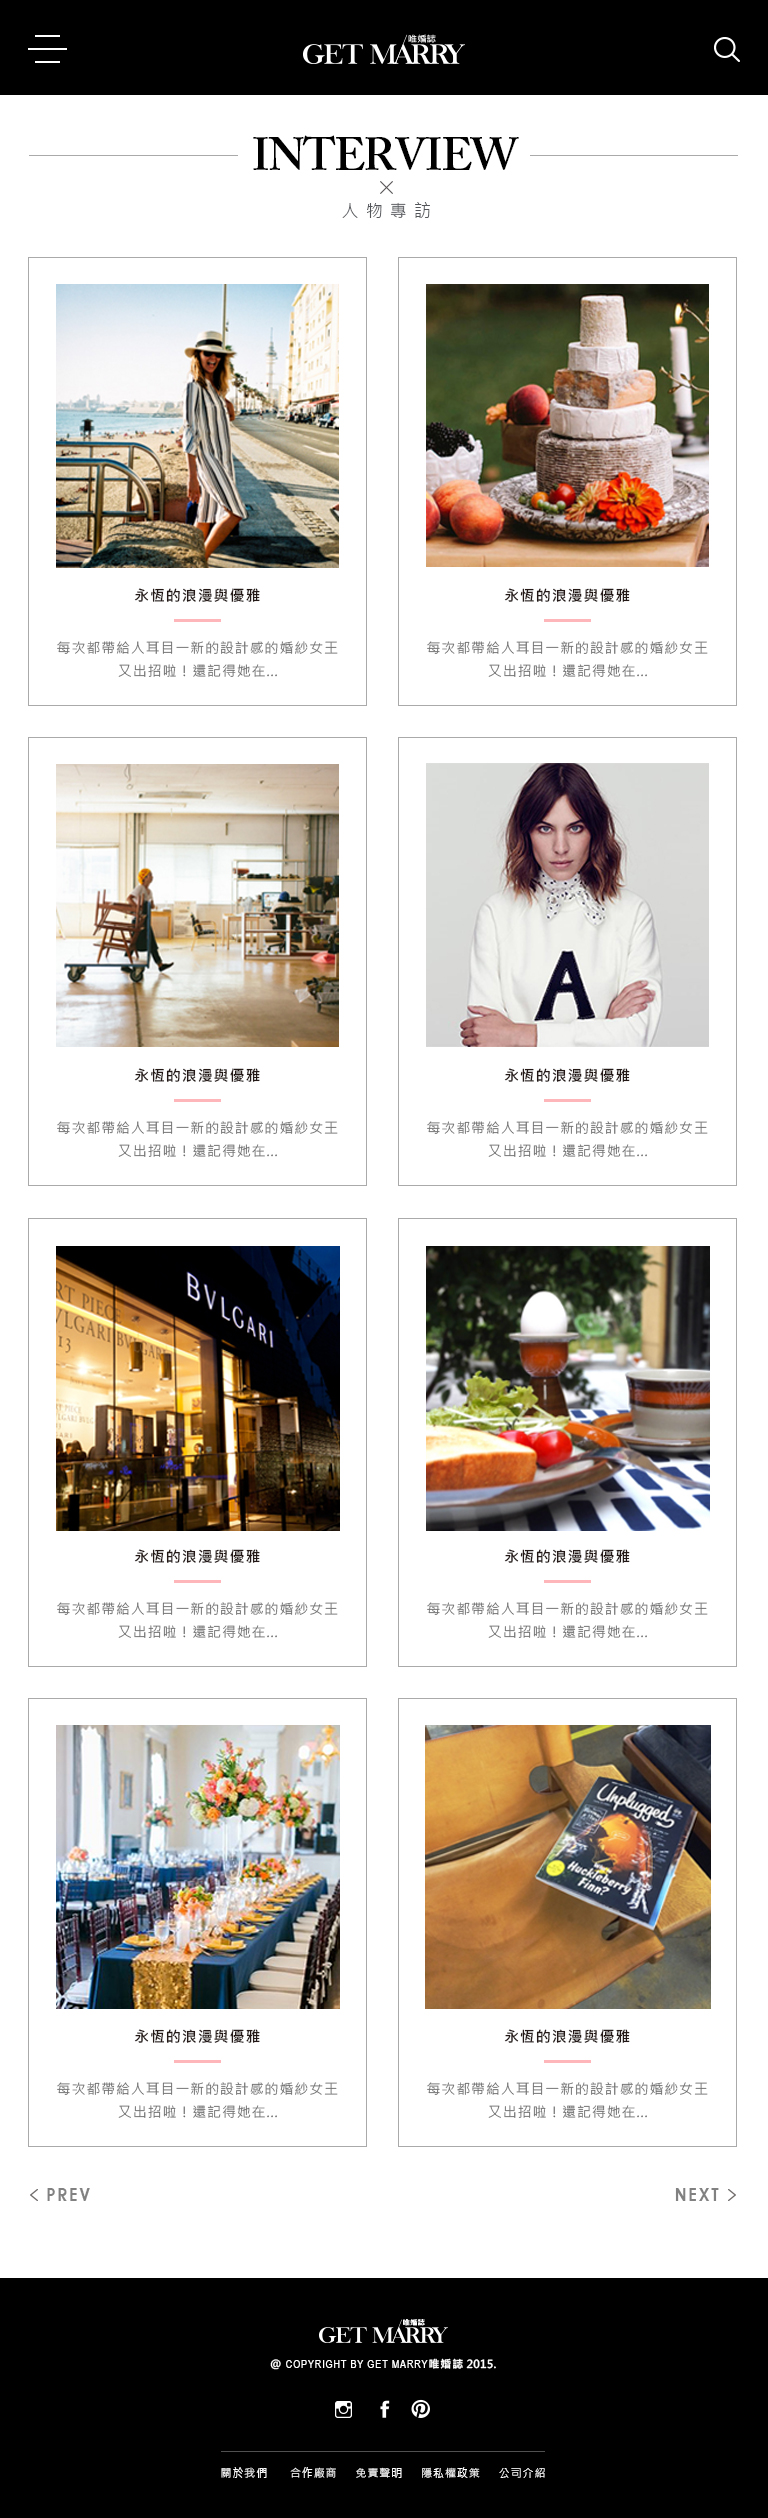 GET MARRY/唯婚誌
INTERVIEW
×
人物專訪
永恆的浪漫與優雅
每次都帶給人耳目一新的設計感的婚紗女王
又出招啦！還記得她在...
永恆的浪漫與優雅
每次都帶給人耳目一新的設計感的婚紗女王
又出招啦！還記得她在...
永恆的浪漫與優雅
每次都帶給人耳目一新的設計感的婚紗女王
又出招啦！還記得她在...
A
永恆的浪漫與優雅
每次都帶給人耳目一新的設計感的婚紗女王
又出招啦！還記得她在...
BVLGARI
RT PIECE
VLGARI BVLGARI
13
永恆的浪漫與優雅
每次都帶給人耳目一新的設計感的婚紗女王
又出招啦！還記得她在...
永恆的浪漫與優雅
每次都帶給人耳目一新的設計感的婚紗女王
又出招啦！還記得她在...
永恆的浪漫與優雅
每次都帶給人耳目一新的設計感的婚紗女王
又出招啦！還記得她在...
Unplugged
Huckleberry
Finn?
永恆的浪漫與優雅
每次都帶給人耳目一新的設計感的婚紗女王
又出招啦！還記得她在...
< PREV
NEXT >
GET MARRY/唯婚誌
@ COPYRIGHT BY GET MARRY唯婚誌 2015.
關於我們 合作廠商 免責聲明 隱私權政策 公司介紹